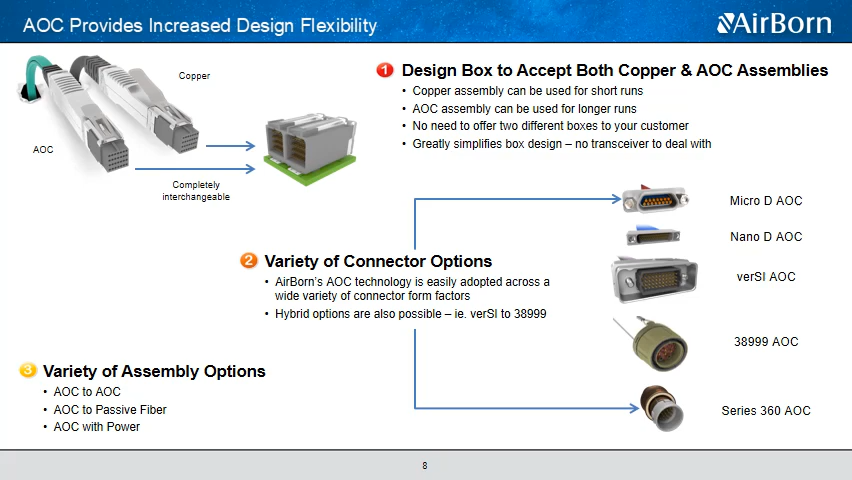 AOC Provides Increased Design Flexibility
AirBorn
Copper
AOC
Completely
interchangeable
1 Design Box to Accept Both Copper & AOC Assemblies
• Copper assembly can be used for short runs
• AOC assembly can be used for longer runs
• No need to offer two different boxes to your customer
• Greatly simplifies box design – no transceiver to deal with
2 Variety of Connector Options
• AirBorn's AOC technology is easily adopted across a
wide variety of connector form factors
• Hybrid options are also possible – ie. verSI to 38999
Micro D AOC
Nano D AOC
verSI AOC
38999 AOC
Series 360 AOC
3 Variety of Assembly Options
• AOC to AOC
• AOC to Passive Fiber
• AOC with Power
8